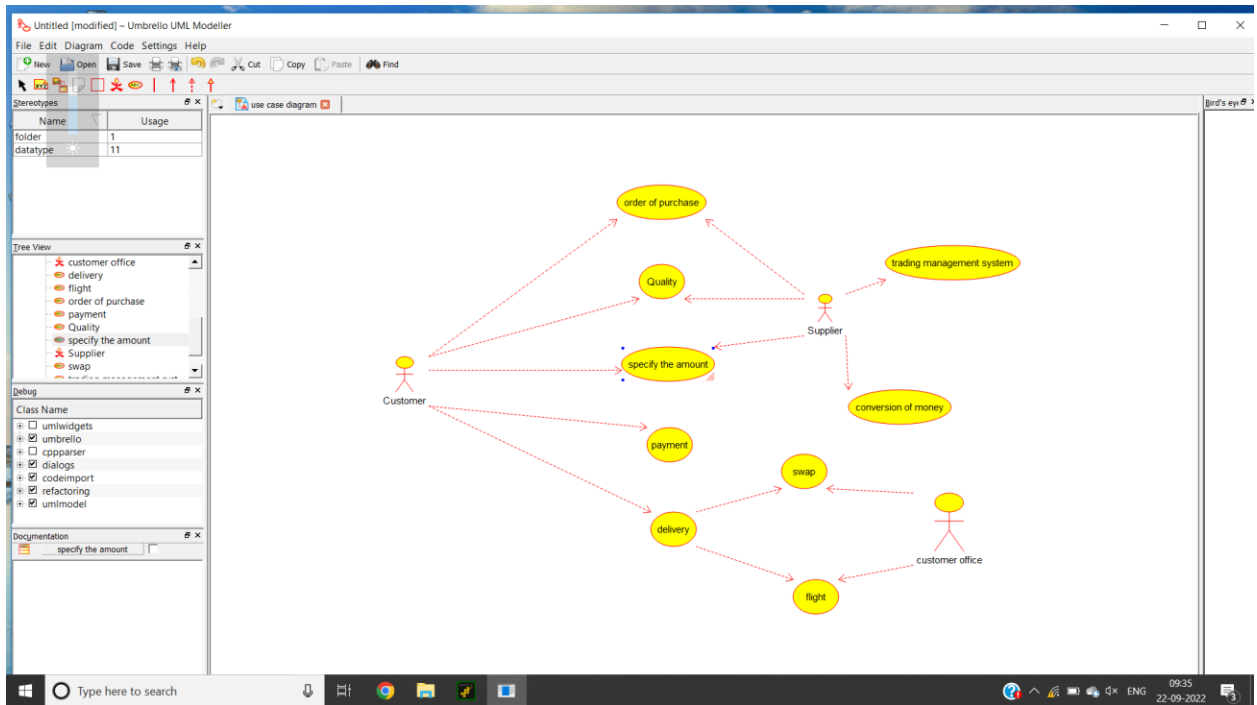 Untitled [modified] – Umbrello UML Modeller
File Edit Diagram Code Settings Help
New Open Save Cut Copy Paste Find
Stereotypes
use case diagram
Bird's eye
Name Usage
folder 1
datatype 11
Tree View
customer office
delivery
flight
order of purchase
payment
Quality
specify the amount
Supplier
swap
Debug
Class Name
umlwidgets
umbrello
cppparser
dialogs
codeimport
refactoring
umlmodel
Documentation
specify the amount
order of purchase
trading management system
Quality
Supplier
specify the amount
Customer
conversion of money
payment
swap
delivery
customer office
flight
Type here to search
ENG
09:35
22-09-2022
3